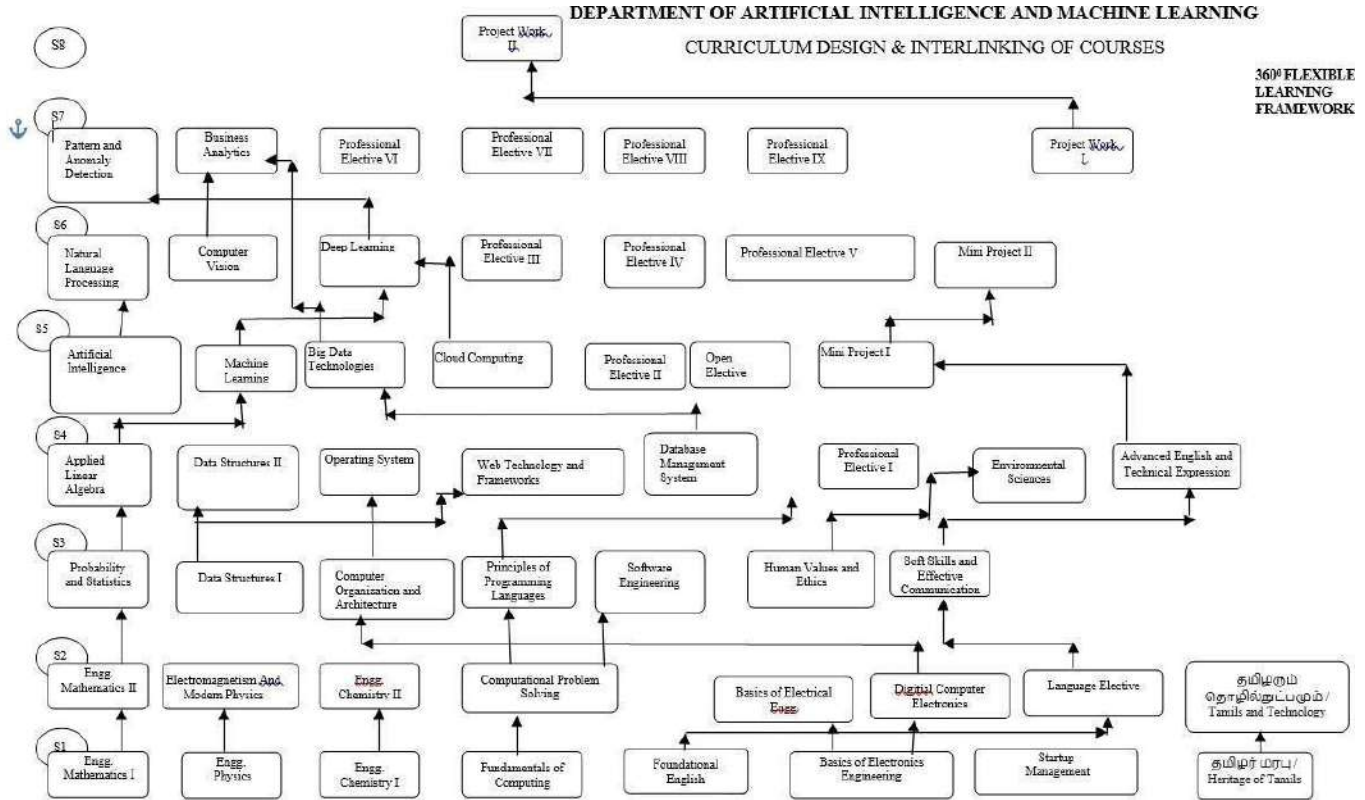 DEPARTMENT OF ARTIFICIAL INTELLIGENCE AND MACHINE LEARNING
CURRICULUM DESIGN & INTERLINKING OF COURSES
360⁰ FLEXIBLE
LEARNING
FRAMEWORK
S8
Project Work
II
S7
Pattern and
Anomaly
Detection
Business
Analytics
Professional
Elective VI
Professional
Elective VII
Professional
Elective VIII
Professional
Elective IX
Project Work
I
S6
Natural
Language
Processing
Computer
Vision
Deep Learning
Professional
Elective III
Professional
Elective IV
Professional Elective V
Mini Project II
S5
Artificial
Intelligence
Machine
Learning
Big Data
Technologies
Cloud Computing
Professional
Elective II
Open
Elective
Mini Project I
S4
Applied
Linear
Algebra
Data Structures II
Operating System
Web Technology and
Frameworks
Database
Management
System
Professional
Elective I
Environmental
Sciences
Advanced English and
Technical Expression
S3
Probability
and Statistics
Data Structures I
Computer
Organization and
Architecture
Principles of
Programming
Languages
Software
Engineering
Human Values and
Ethics
Soft Skills and
Effective
Communication
S2
Engg.
Mathematics II
Electromagnetism And
Modern Physics
Engg.
Chemistry II
Computational Problem
Solving
Basics of Electrical
Engg
Digitial Computer
Electronics
Language Elective
தமிழரும்
தொழில்நுட்பமும் /
Tamils and Technology
S1
Engg.
Mathematics I
Engg.
Physics
Engg.
Chemistry I
Fundamentals of
Computing
Foundational
English
Basics of Electronics
Engineering
Startup
Management
தமிழர் மரபு /
Heritage of Tamils